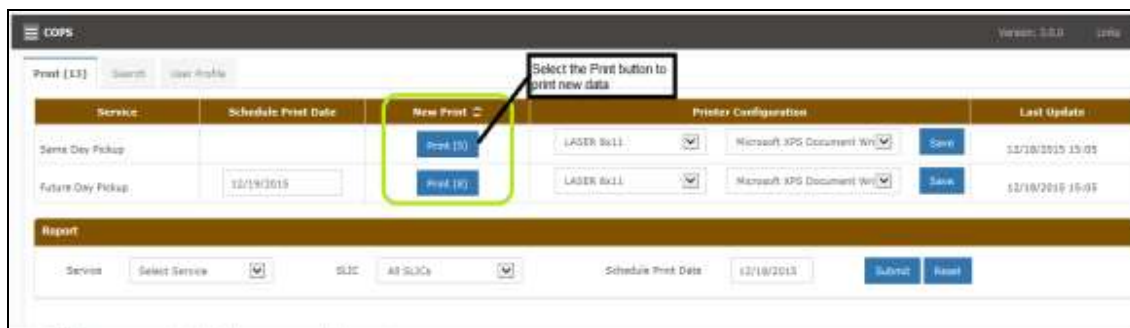 COPS Version: 3.0.0 Links
Print (13) Search User Profile
Select the Print button to
print new data
Service Schedule Print Date New Print Printer Configuration Last Update
Same Day Pickup Print (5) LASER 8x11 Microsoft XPS Document Wri Save 12/18/2015 15:05
Future Day Pickup 12/19/2015 Print (8) LASER 8x11 Microsoft XPS Document Wri Save 12/18/2015 15:05
Report
Service Select Service SLIC All SLICs Schedule Print Date 12/18/2015 Submit Reset